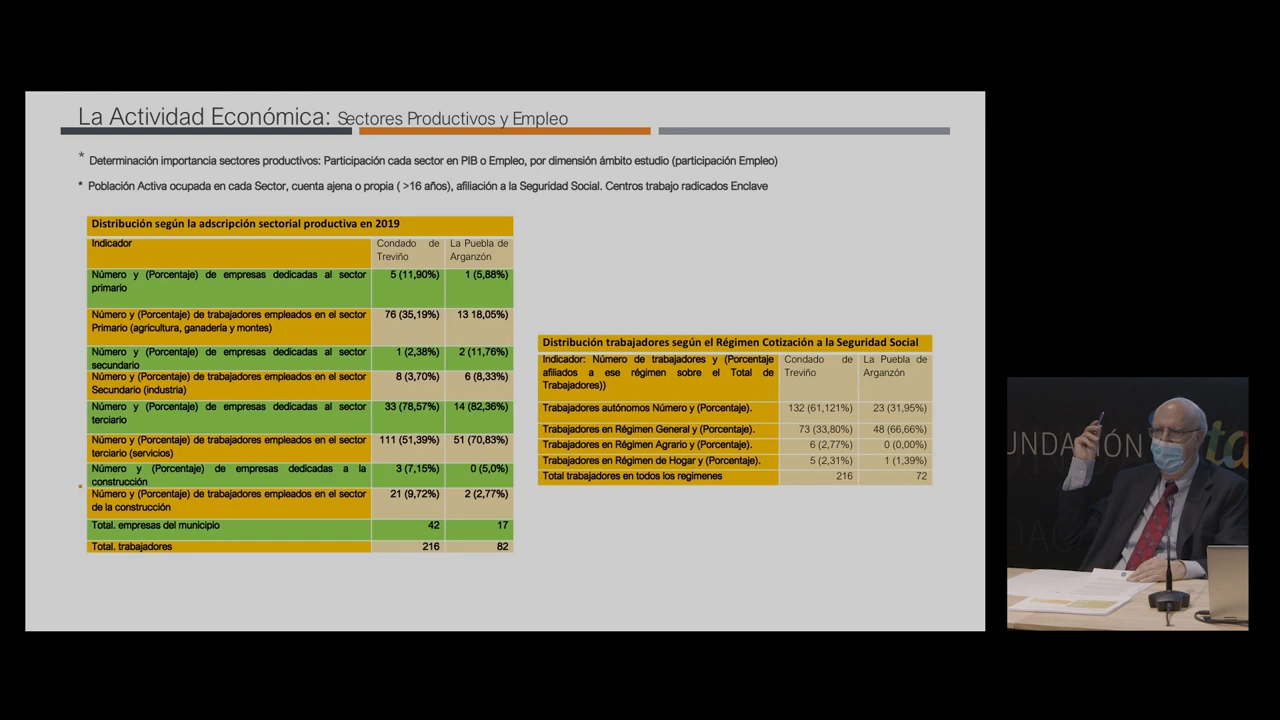 La Actividad Económica: Sectores Productivos y Empleo
* Determinación importancia sectores productivos: Participación cada sector en PIB o Empleo, por dimensión ámbito estudio (participación Empleo)
* Población Activa ocupada en cada Sector, cuenta ajena o propia ( >16 años), afiliación a la Seguridad Social. Centros trabajo radicados Enclave
Distribución según la adscripción sectorial productiva en 2019
Indicador
Condado de
Treviño
La Puebla de
Arganzón
Número y (Porcentaje) de empresas dedicadas al sector
primario
5 (11,90%)
1 (5,88%)
Número y (Porcentaje) de trabajadores empleados en el sector
Primario (agricultura, ganadería y montes)
76 (35,19%)
13 18,05%)
Número y (Porcentaje) de empresas dedicadas al sector
secundario
1 (2,38%)
2 (11,76%)
Número y (Porcentaje) de trabajadores empleados en el sector
Secundario (industria)
8 (3,70%)
6 (8,33%)
Número y (Porcentaje) de empresas dedicadas al sector
terciario
33 (78,57%)
14 (82,36%)
Número y (Porcentaje) de trabajadores empleados en el sector
terciario (servicios)
111 (51,39%)
51 (70,83%)
Número y (Porcentaje) de empresas dedicadas a la
construcción
3 (7,15%)
0 (5,0%)
Número y (Porcentaje) de trabajadores empleados en el sector
de la construcción
21 (9,72%)
2 (2,77%)
Total. empresas del municipio
42
17
Total. trabajadores
216
82
Distribución trabajadores según el Régimen Cotización a la Seguridad Social
Indicador: Número de trabajadores y (Porcentaje
afiliados a ese régimen sobre el Total de
Trabajadores))
Condado de
Treviño
La Puebla de
Arganzón
Trabajadores autónomos Número y (Porcentaje).
132 (61,121%)
23 (31,95%)
Trabajadores en Régimen General y (Porcentaje).
73 (33,80%)
48 (66,66%)
Trabajadores en Régimen Agrario y (Porcentaje).
6 (2,77%)
0 (0,00%)
Trabajadores en Régimen de Hogar y (Porcentaje).
5 (2,31%)
1 (1,39%)
Total trabajadores en todos los regimenes
216
72
UNDACIÓN